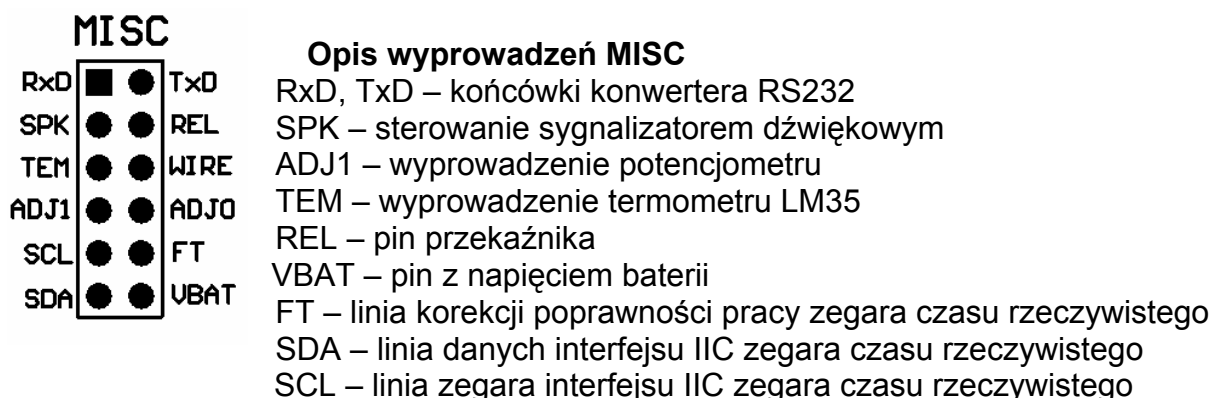 MISC
RxD TxD
SPK REL
TEM WIRE
ADJ1 ADJ0
SCL FT
SDA VBAT
Opis wyprowadzeń MISC
RxD, TxD – końcówki konwertera RS232
SPK – sterowanie sygnalizatorem dźwiękowym
ADJ1 – wyprowadzenie potencjometru
TEM – wyprowadzenie termometru LM35
REL – pin przekaźnika
VBAT – pin z napięciem baterii
FT – linia korekcji poprawności pracy zegara czasu rzeczywistego
SDA – linia danych interfejsu IIC zegara czasu rzeczywistego
SCL – linia zegara interfejsu IIC zegara czasu rzeczywistego